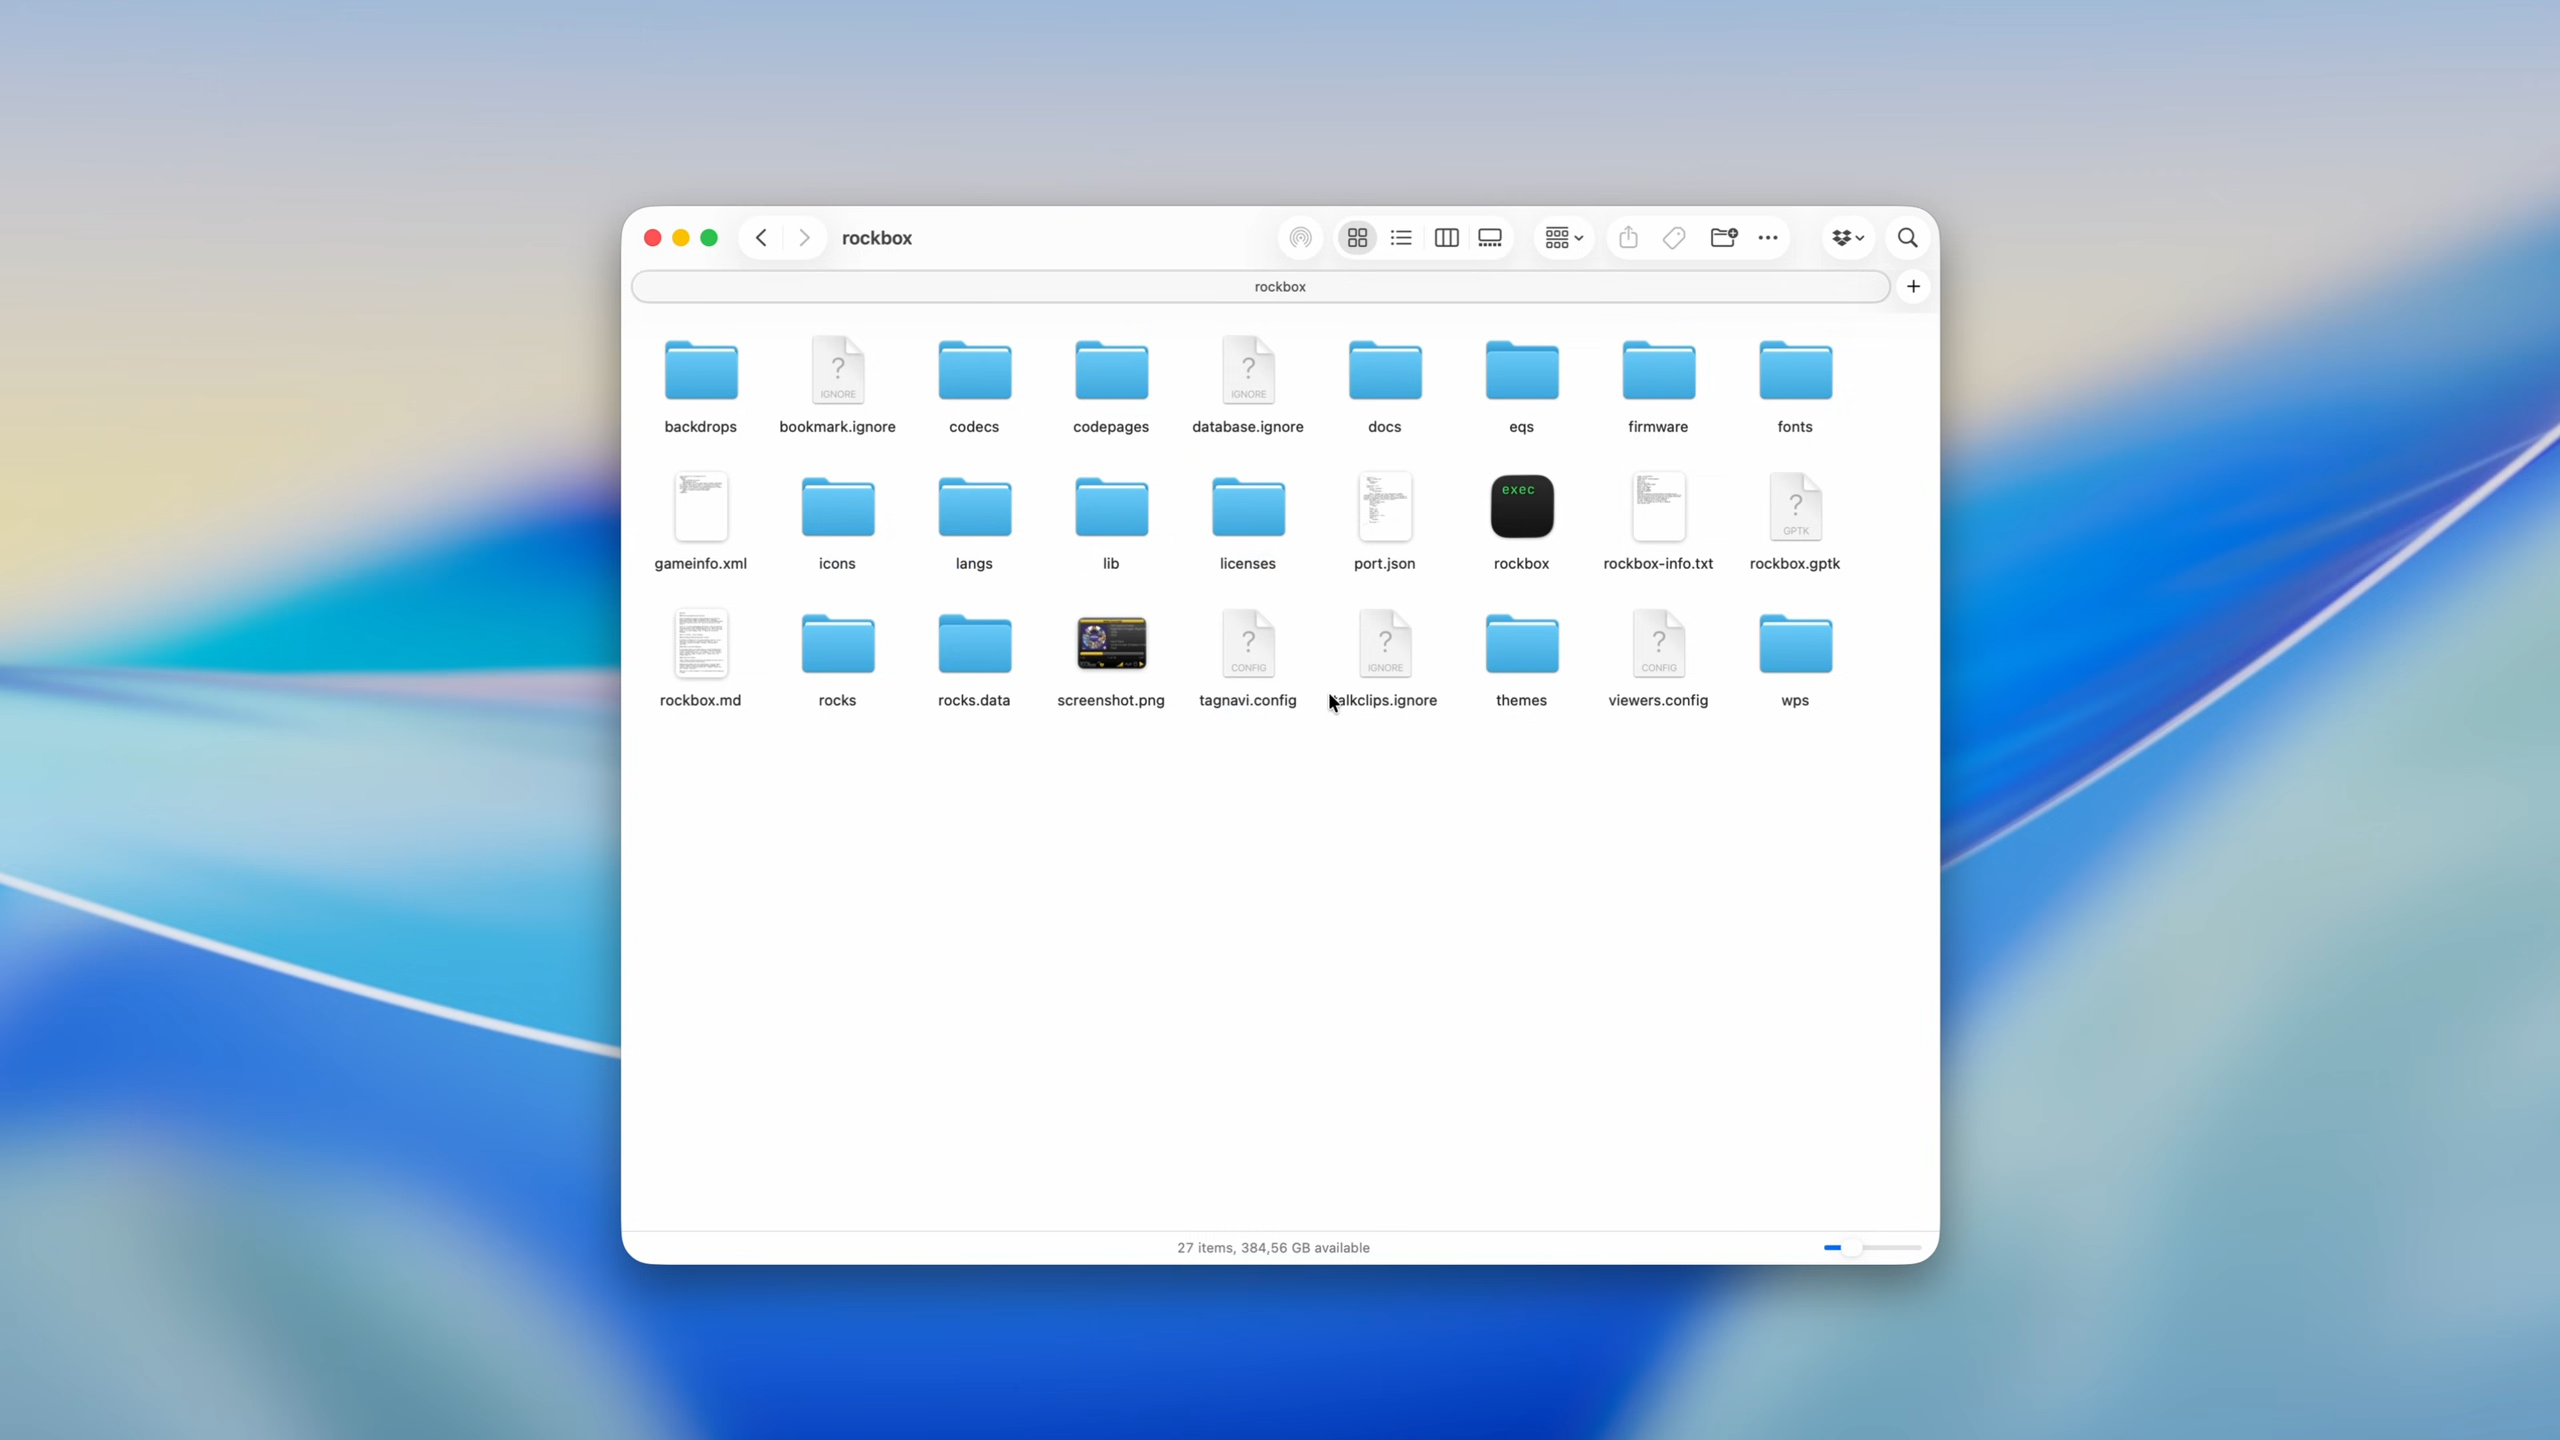 rockbox
rockbox
backdrops bookmark.ignore codecs codepages database.ignore docs eqs firmware fonts
IGNORE IGNORE
gameinfo.xml icons langs lib licenses port.json rockbox rockbox-info.txt rockbox.gptk
exec GPTK
rockbox.md rocks rocks.data screenshot.png tagnavi.config alkclips.ignore themes viewers.config wps
CONFIG IGNORE CONFIG
27 items, 384,56 GB available